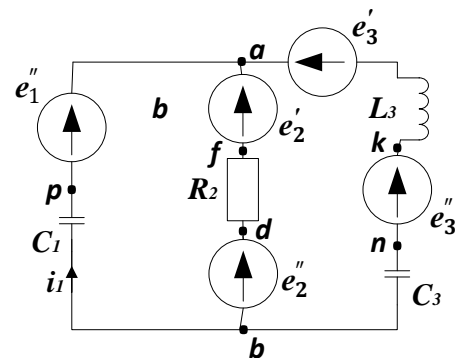 a
e₃′
e₁″
b
e₂′
L₃
f
k
p
R₂
e₃″
C₁
d
n
i₁
e₂″
C₃
b